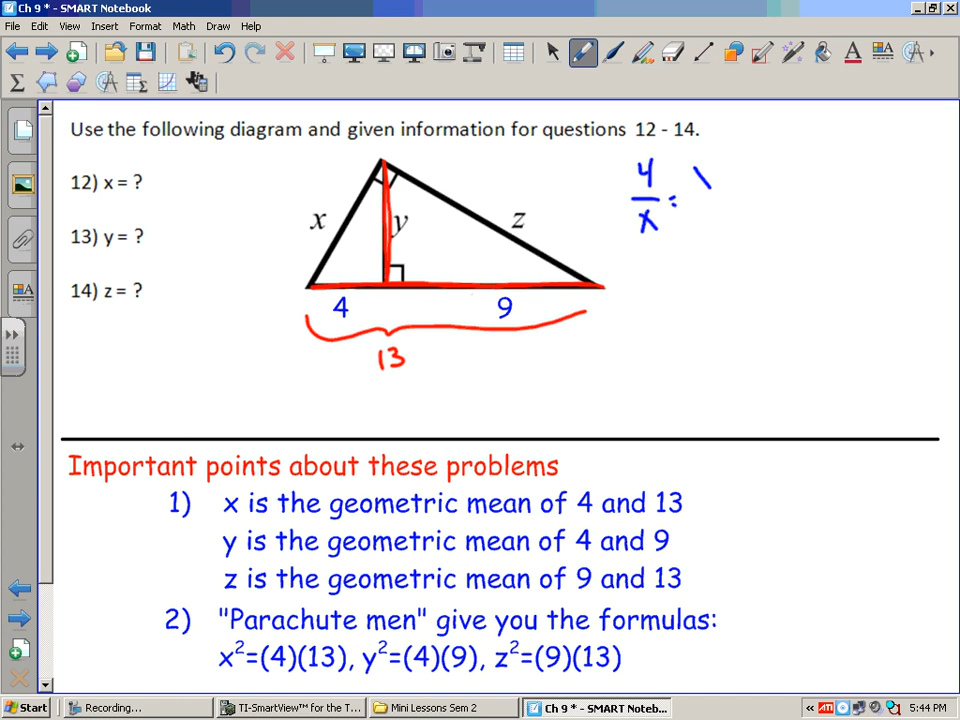 Ch 9 * - SMART Notebook
File Edit View Insert Format Math Draw Help
Use the following diagram and given information for questions 12 - 14.
12) x = ?
13) y = ?
14) z = ?
x
y
z
4
9
13
4
x
=
Important points about these problems
1) x is the geometric mean of 4 and 13
y is the geometric mean of 4 and 9
z is the geometric mean of 9 and 13
2) "Parachute men" give you the formulas:
x²=(4)(13), y²=(4)(9), z²=(9)(13)
Start Recording... TI-SmartView™ for the T... Mini Lessons Sem 2 Ch 9 * - SMART Noteb... « ATI 5:44 PM